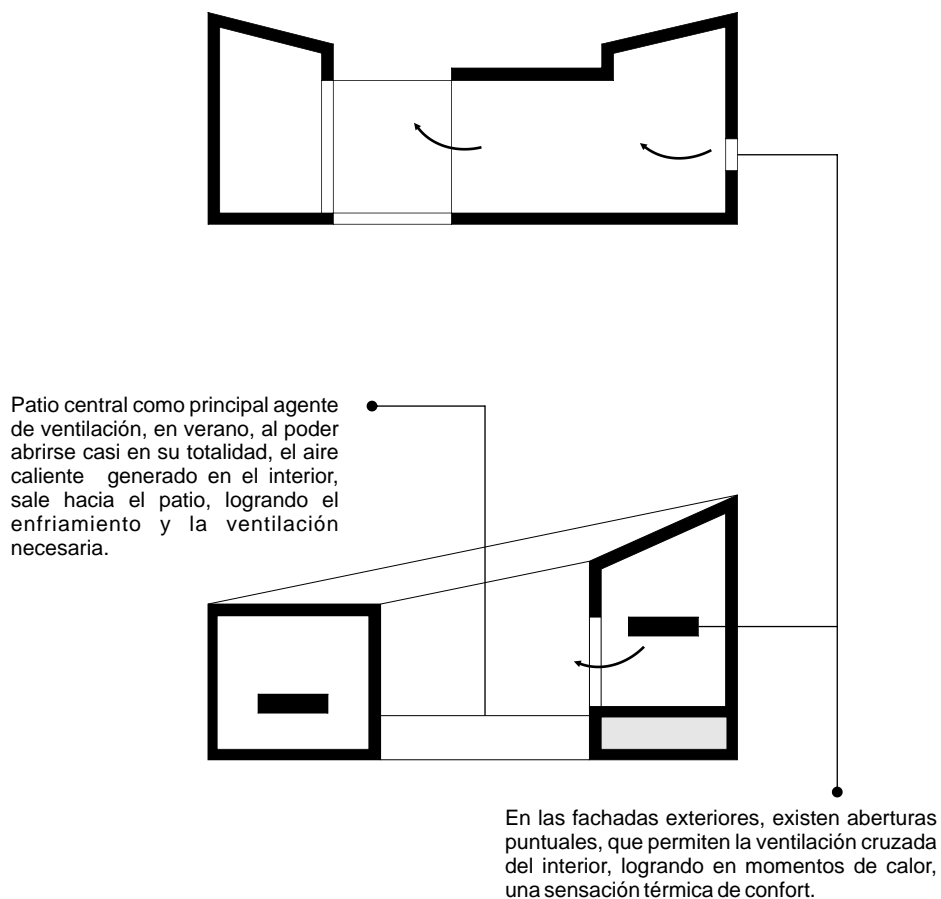 Patio central como principal agente
de ventilación, en verano, al poder
abrirse casi en su totalidad, el aire
caliente generado en el interior,
sale hacia el patio, logrando el
enfriamiento y la ventilación
necesaria.
En las fachadas exteriores, existen aberturas
puntuales, que permiten la ventilación cruzada
del interior, logrando en momentos de calor,
una sensación térmica de confort.